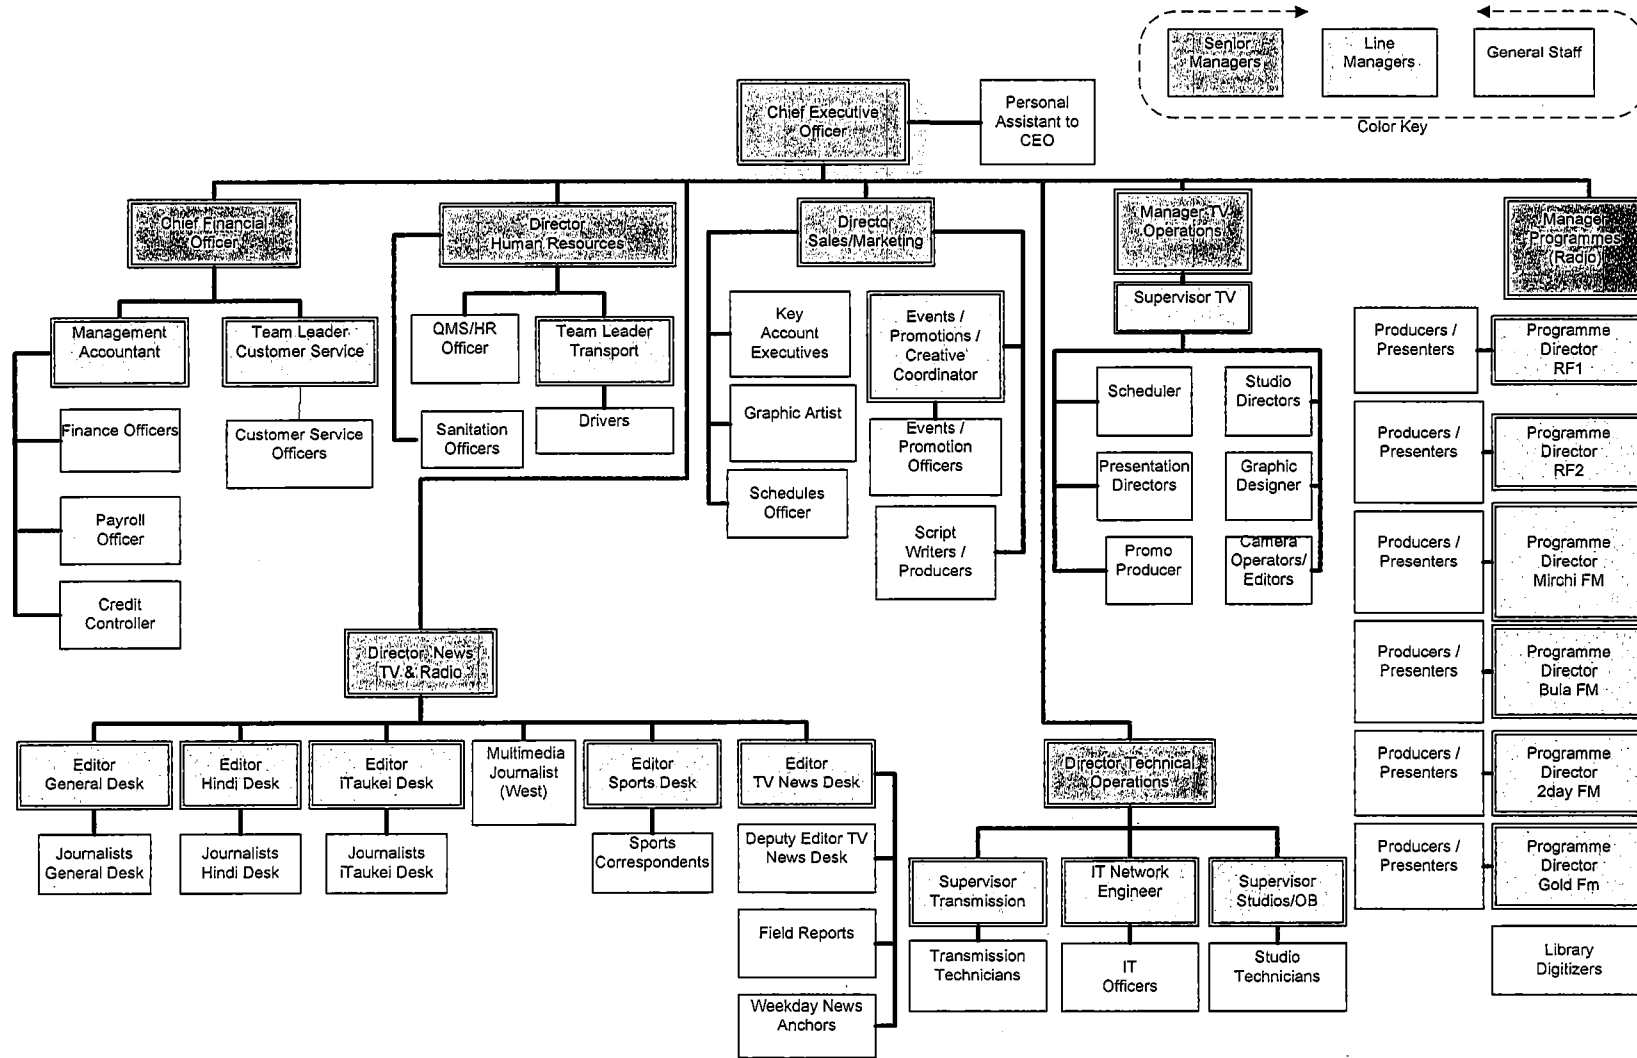 Senior
Managers
Line
Managers
General Staff
Color Key
Chief Executive
Officer
Personal
Assistant to
CEO
Chief Financial
Officer
Director
Human Resources
Director
Sales/Marketing
Manager TV
Operations
Manager
Programmes
(Radio)
Management
Accountant
Team Leader
Customer Service
Finance Officers
Customer Service
Officers
Payroll
Officer
Credit
Controller
QMS/HR
Officer
Team Leader
Transport
Sanitation
Officers
Drivers
Key
Account
Executives
Events /
Promotions /
Creative
Coordinator
Graphic Artist
Events /
Promotion
Officers
Schedules
Officer
Script
Writers /
Producers
Supervisor TV
Scheduler
Studio
Directors
Presentation
Directors
Graphic
Designer
Promo
Producer
Camera
Operators/
Editors
Producers /
Presenters
Programme
Director
RF1
Producers /
Presenters
Programme
Director
RF2
Producers /
Presenters
Programme
Director
Mirchi FM
Producers /
Presenters
Programme
Director
Bula FM
Producers /
Presenters
Programme
Director
2day FM
Producers /
Presenters
Programme
Director
Gold Fm
Library
Digitizers
Director News
TV & Radio
Editor
General Desk
Editor
Hindi Desk
Editor
iTaukei Desk
Multimedia
Journalist
(West)
Editor
Sports Desk
Editor
TV News Desk
Journalists
General Desk
Journalists
Hindi Desk
Journalists
iTaukei Desk
Sports
Correspondents
Deputy Editor TV
News Desk
Field Reports
Weekday News
Anchors
Director Technical
Operations
Supervisor
Transmission
IT Network
Engineer
Supervisor
Studios/OB
Transmission
Technicians
IT
Officers
Studio
Technicians